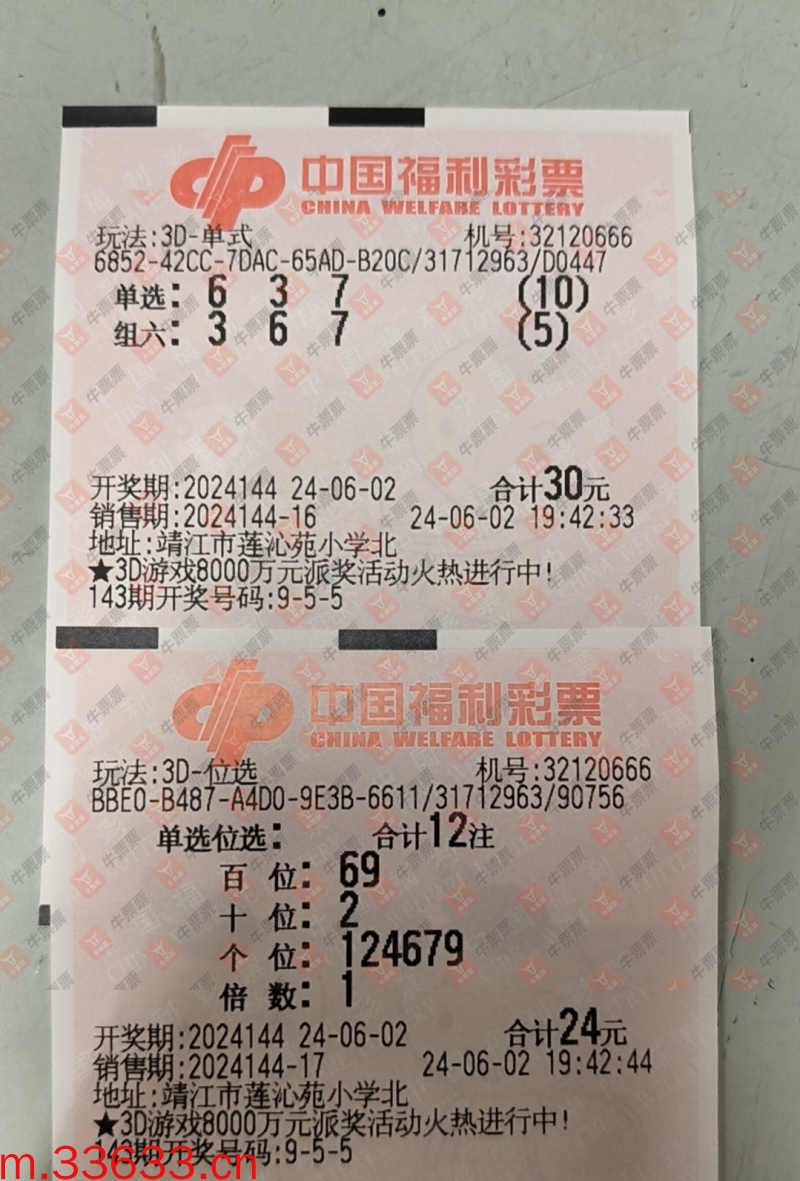 中国福利彩票
CHINA WELFARE LOTTERY
玩法:3D-单式 机号:32120666
6852-42CC-7DAC-65AD-B20C/31712963/D0447
单选: 6 3 7 (10)
组六: 3 6 7 (5)
开奖期:2024144 24-06-02 合计30元
销售期:2024144-16 24-06-02 19:42:33
地址:靖江市莲沁苑小学北
★3D游戏8000万元派奖活动火热进行中!
143期开奖号码:9-5-5
中国福利彩票
CHINA WELFARE LOTTERY
玩法:3D-位选 机号:32120666
BBE0-B487-A4D0-9E3B-6611/31712963/90756
单选位选: 合计12注
百 位: 69
十 位: 2
个 位: 124679
倍 数: 1
开奖期:2024144 24-06-02 合计24元
销售期:2024144-17 24-06-02 19:42:44
地址:靖江市莲沁苑小学北
★3D游戏8000万元派奖活动火热进行中!
143期开奖号码:9-5-5
m.33633.cn
牛票票